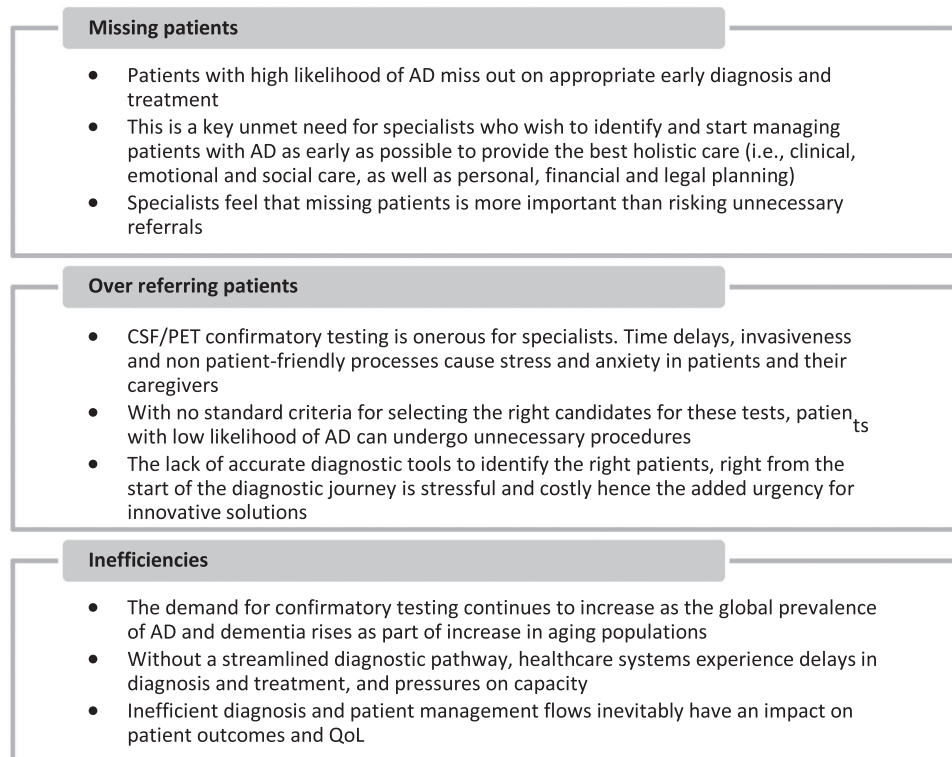 Missing patients
• Patients with high likelihood of AD miss out on appropriate early diagnosis and
treatment
• This is a key unmet need for specialists who wish to identify and start managing
patients with AD as early as possible to provide the best holistic care (i.e., clinical,
emotional and social care, as well as personal, financial and legal planning)
• Specialists feel that missing patients is more important than risking unnecessary
referrals
Over referring patients
• CSF/PET confirmatory testing is onerous for specialists. Time delays, invasiveness
and non patient-friendly processes cause stress and anxiety in patients and their
caregivers
• With no standard criteria for selecting the right candidates for these tests, patients
with low likelihood of AD can undergo unnecessary procedures
• The lack of accurate diagnostic tools to identify the right patients, right from the
start of the diagnostic journey is stressful and costly hence the added urgency for
innovative solutions
Inefficiencies
• The demand for confirmatory testing continues to increase as the global prevalence
of AD and dementia rises as part of increase in aging populations
• Without a streamlined diagnostic pathway, healthcare systems experience delays in
diagnosis and treatment, and pressures on capacity
• Inefficient diagnosis and patient management flows inevitably have an impact on
patient outcomes and QoL